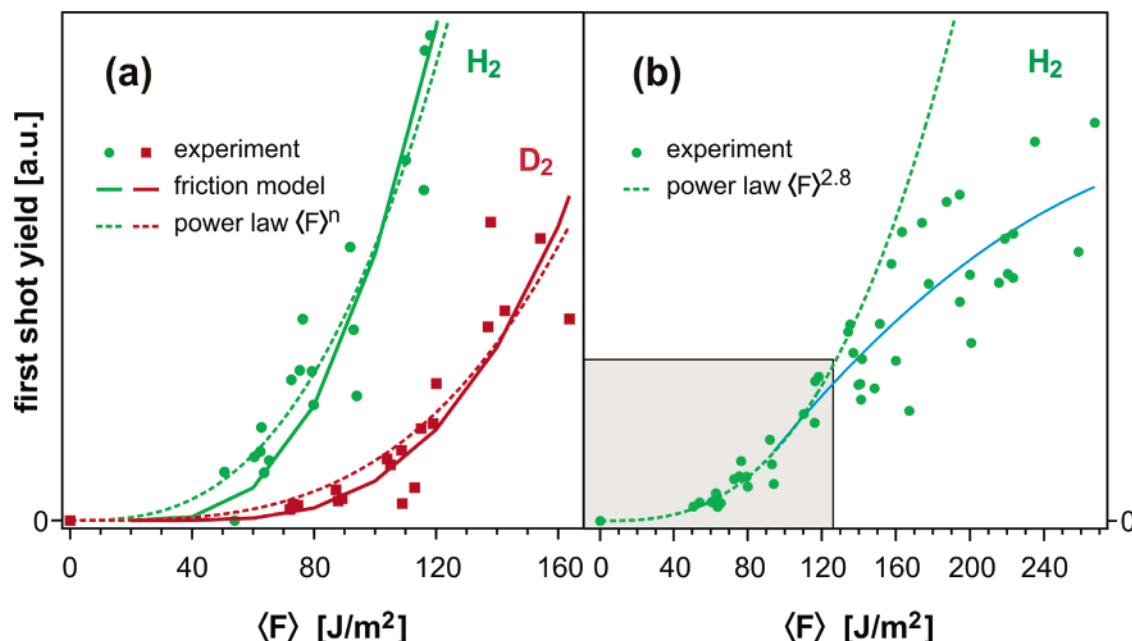 first shot yield [a.u.]
(a)
H2
experiment
friction model
power law ⟨F⟩ⁿ
D2
0
0 40 80 120 160
⟨F⟩ [J/m²]
(b)
H2
experiment
power law ⟨F⟩²·⁸
0
0 40 80 120 160 200 240
⟨F⟩ [J/m²]